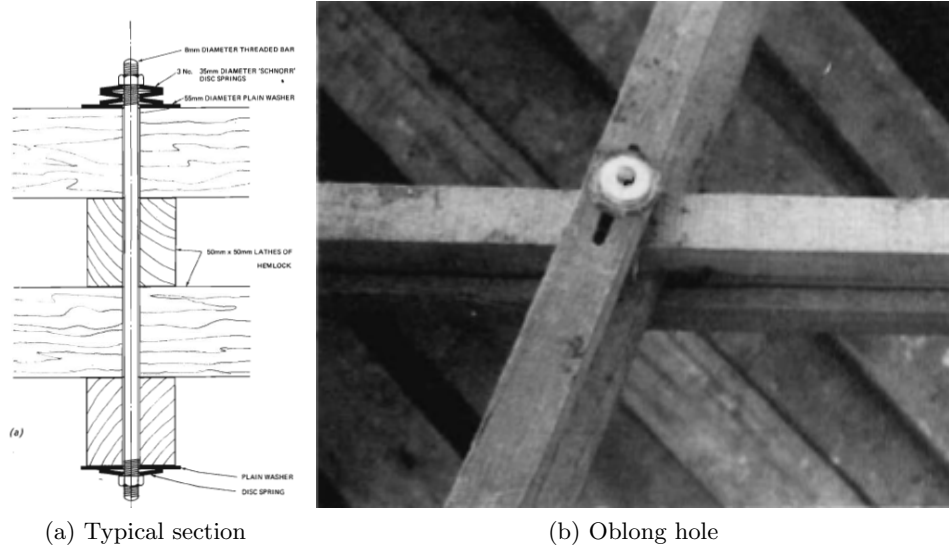 8mm DIAMETER THREADED BAR
3 No. 35mm DIAMETER 'SCHNORR'
DISC SPRINGS
55mm DIAMETER PLAIN WASHER
50mm x 50mm LATHES OF
HEMLOCK
(a)
PLAIN WASHER
DISC SPRING
(a) Typical section
(b) Oblong hole